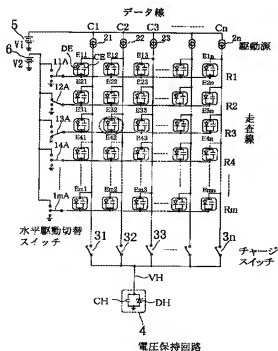 データ線
5
C1
C2
C3
Cn
V1
21
22
23
2n
駆動源
6
V2
DE
E11
E12
CE
E1n
11A
R1
E21
E22
E23
E2n
12A
R2
E31
E32
E33
E3n
13A
R3
走査線
E41
E42
E43
E4n
14A
R4
Em1
Em2
Em3
Emn
1mA
Rm
水平駆動切替
スイッチ
31
32
33
3n
チャージ
スイッチ
VH
CH
DH
4
電圧保持回路